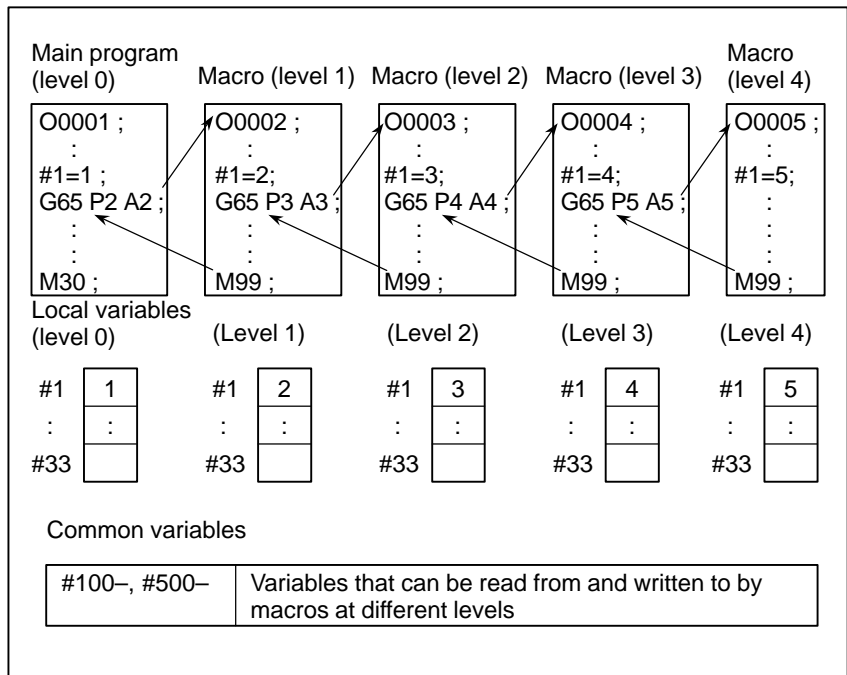 Main program
(level 0)
Macro (level 1)
Macro (level 2)
Macro (level 3)
Macro
(level 4)
O0001 ;
:
#1=1 ;
G65 P2 A2 ;
:
:
M30 ;
O0002 ;
:
#1=2;
G65 P3 A3 ;
:
:
M99 ;
O0003 ;
:
#1=3;
G65 P4 A4 ;
:
:
M99 ;
O0004 ;
:
#1=4;
G65 P5 A5 ;
:
:
M99 ;
O0005 ;
:
#1=5;
:
:
:
M99 ;
Local variables
(level 0)
(Level 1)
(Level 2)
(Level 3)
(Level 4)
#1 1
: :
#33
#1 2
: :
#33
#1 3
: :
#33
#1 4
: :
#33
#1 5
: :
#33
Common variables
#100–, #500–
Variables that can be read from and written to by
macros at different levels